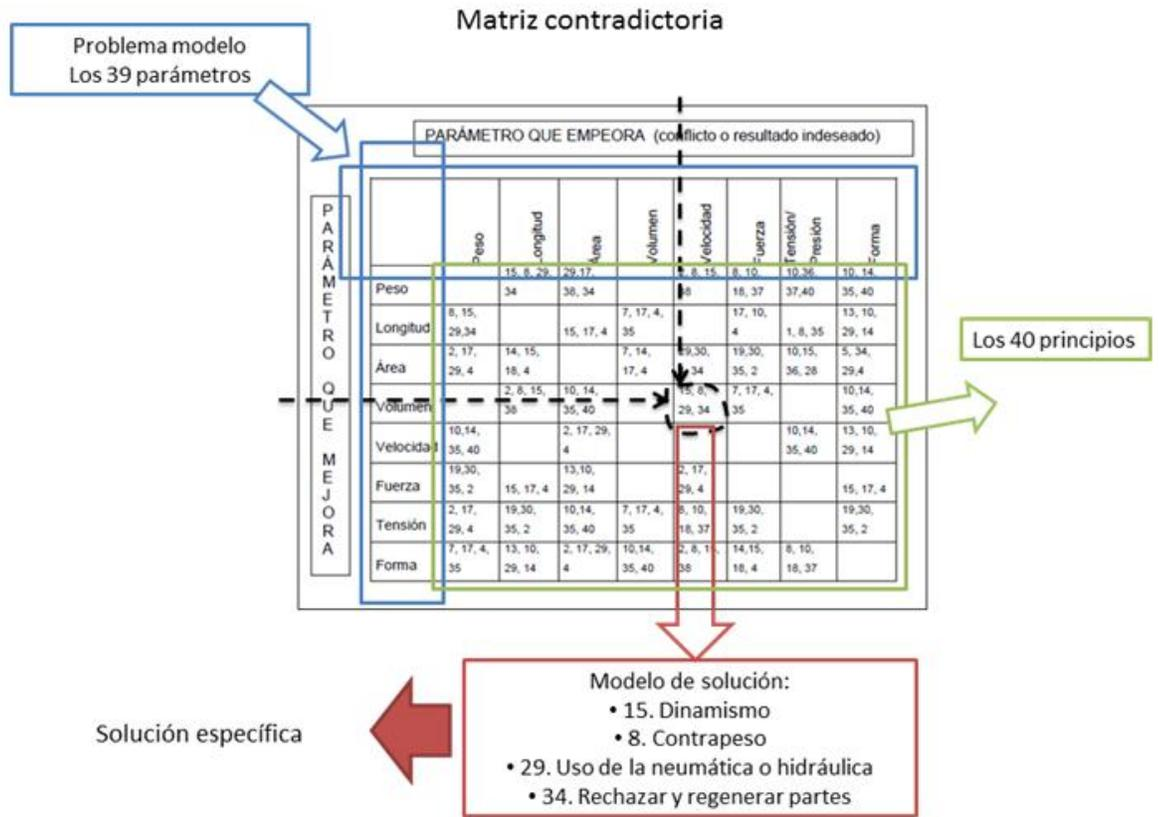 Matriz contradictoria
Problema modelo
Los 39 parámetros
PARÁMETRO QUE EMPEORA (conflicto o resultado indeseado)
PARÁMETRO QUE MEJORA
Peso
Longitud
Área
Volumen
Velocidad
Fuerza
Tensión/
Presión
Forma
15, 8, 29, 29,17, 8, 15, 8, 10, 10,36, 10, 14,
Peso 34 38, 34 38 18, 37 37,40 35, 40
8, 15, 7, 17, 4, 17, 10, 13, 10,
Longitud 29,34 15, 17, 4 35 4 1, 8, 35 29, 14
2, 17, 14, 15, 7, 14, 29,30, 19,30, 10,15, 5, 34,
Área 29, 4 18, 4 17, 4 34 35, 2 36, 28 29,4
2, 8, 15, 10, 14, 15, 8, 7, 17, 4, 10,14,
Volumen 38 35, 40 29, 34 35 35, 40
10,14, 2, 17, 29, 10,14, 13, 10,
Velocidad 35, 40 4 35, 40 29, 14
19,30, 13,10, 2, 17,
Fuerza 35, 2 15, 17, 4 29, 14 29, 4 15, 17, 4
2, 17, 19,30, 10,14, 7, 17, 4, 8, 10, 19,30, 19,30,
Tensión 29, 4 35, 2 35, 40 35 18, 37 35, 2 35, 2
7, 17, 4, 13, 10, 2, 17, 29, 10,14, 2, 8, 15, 14,15, 8, 10,
Forma 35 29, 14 4 35, 40 38 18, 4 18, 37
Los 40 principios
Modelo de solución:
• 15. Dinamismo
• 8. Contrapeso
• 29. Uso de la neumática o hidráulica
• 34. Rechazar y regenerar partes
Solución específica